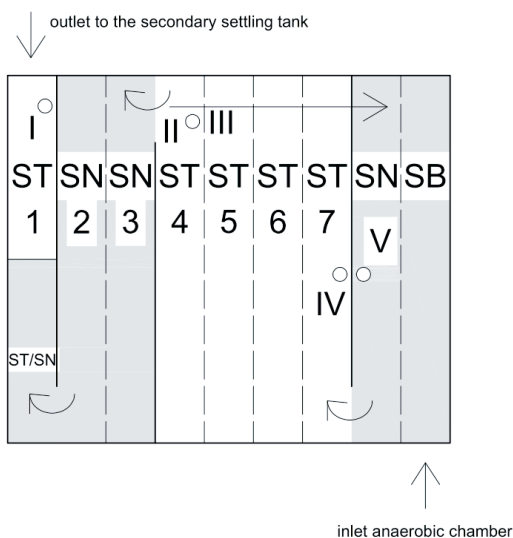 outlet to the secondary settling tank
I
II
III
ST SN SN ST ST ST ST SN SB
1 2 3 4 5 6 7
V
IV
ST/SN
inlet anaerobic chamber